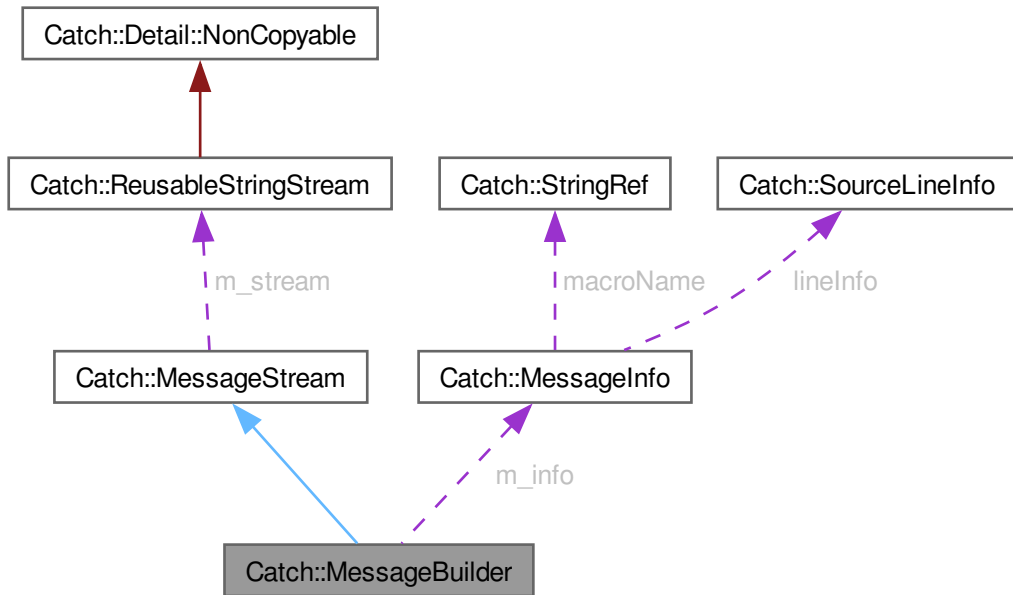 Catch::Detail::NonCopyable
Catch::ReusableStringStream
Catch::StringRef
Catch::SourceLineInfo
m_stream
macroName
lineInfo
Catch::MessageStream
Catch::MessageInfo
m_info
Catch::MessageBuilder